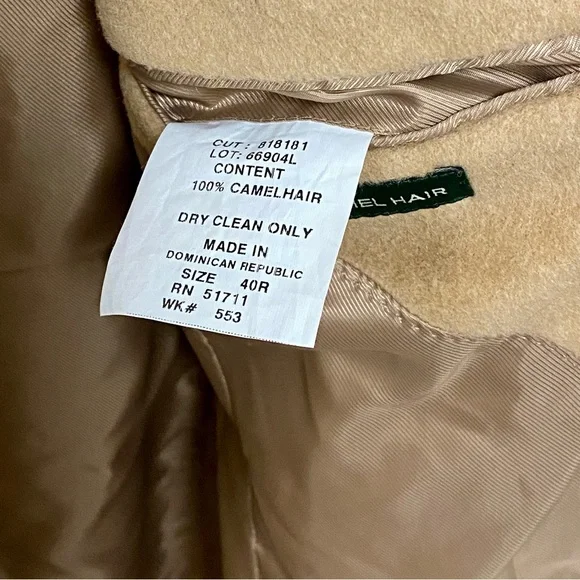 CUT: 818181
LOT: 66904L
CONTENT
100% CAMELHAIR
DRY CLEAN ONLY
MADE IN
DOMINICAN REPUBLIC
SIZE 40R
RN 51711
WK# 553
HAIR